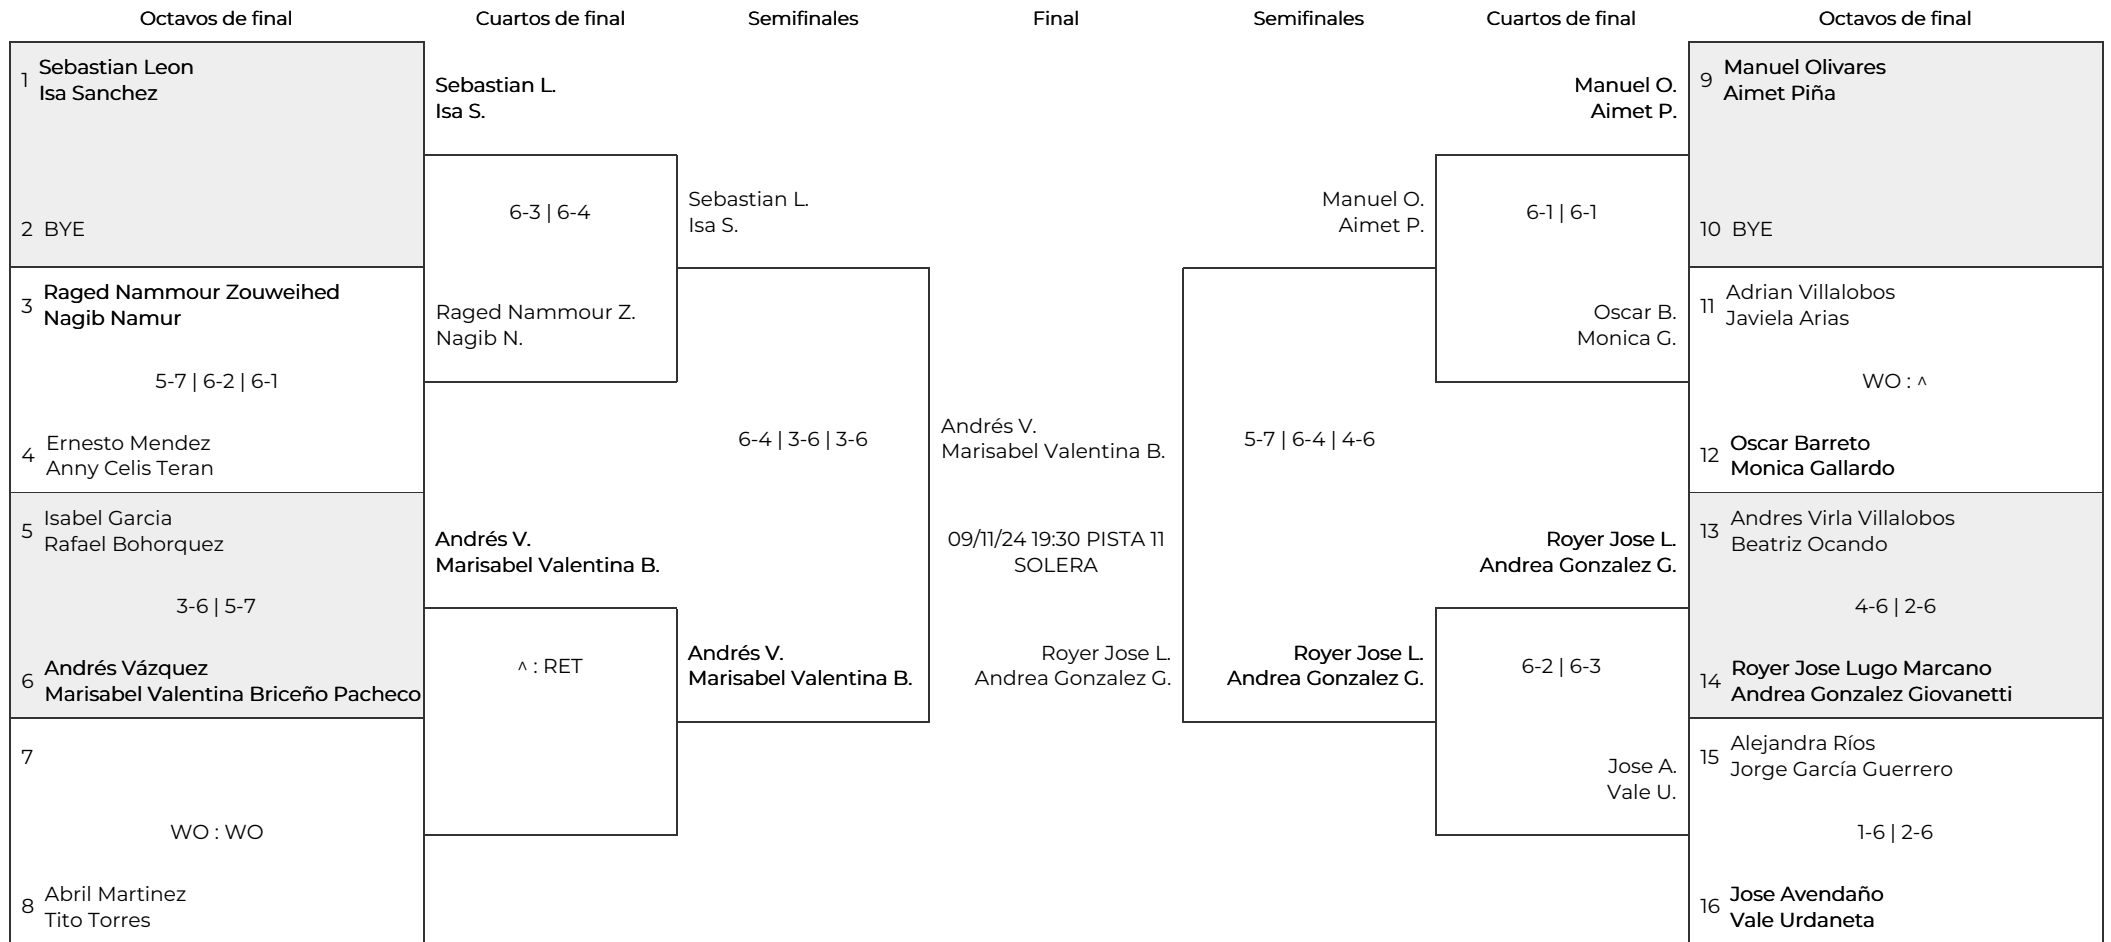 Octavos de final
Cuartos de final
Semifinales
Final
Semifinales
Cuartos de final
Octavos de final
1
Sebastian Leon
Isa Sanchez
2 BYE
3
Raged Nammour Zouweihed
Nagib Namur
5-7 | 6-2 | 6-1
4
Ernesto Mendez
Anny Celis Teran
5
Isabel Garcia
Rafael Bohorquez
3-6 | 5-7
6
Andrés Vázquez
Marisabel Valentina Briceño Pacheco
7
WO : WO
8
Abril Martinez
Tito Torres
Sebastian L.
Isa S.
6-3 | 6-4
Raged Nammour Z.
Nagib N.
Andrés V.
Marisabel Valentina B.
^ : RET
Sebastian L.
Isa S.
6-4 | 3-6 | 3-6
Andrés V.
Marisabel Valentina B.
Andrés V.
Marisabel Valentina B.
09/11/24 19:30 PISTA 11
SOLERA
Royer Jose L.
Andrea Gonzalez G.
Manuel O.
Aimet P.
5-7 | 6-4 | 4-6
Royer Jose L.
Andrea Gonzalez G.
Manuel O.
Aimet P.
6-1 | 6-1
Oscar B.
Monica G.
Royer Jose L.
Andrea Gonzalez G.
6-2 | 6-3
Jose A.
Vale U.
9
Manuel Olivares
Aimet Piña
10 BYE
11
Adrian Villalobos
Javiela Arias
WO : ^
12
Oscar Barreto
Monica Gallardo
13
Andres Virla Villalobos
Beatriz Ocando
4-6 | 2-6
14
Royer Jose Lugo Marcano
Andrea Gonzalez Giovanetti
15
Alejandra Ríos
Jorge García Guerrero
1-6 | 2-6
16
Jose Avendaño
Vale Urdaneta